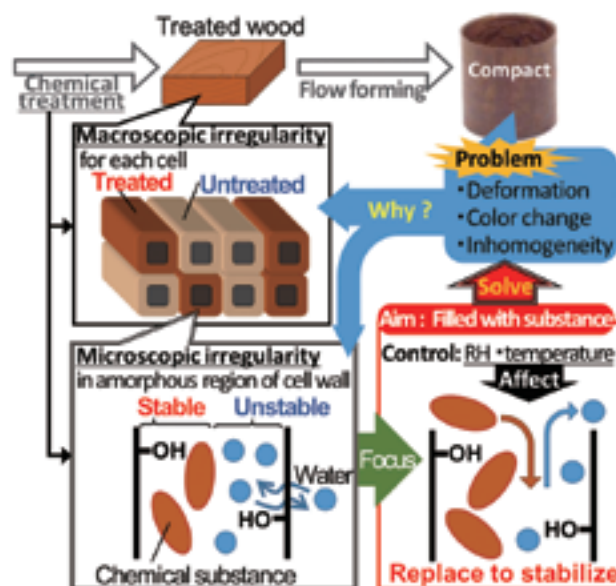 Treated wood
Chemical
treatment
Flow forming
Compact
Macroscopic irregularity
for each cell
Treated
Untreated
Problem
・Deformation
・Color change
・Inhomogeneity
Why ?
Solve
Aim : Filled with substance
Control: RH・temperature
Affect
Microscopic irregularity
in amorphous region of cell wall
Stable
Unstable
OH
Water
HO
Chemical substance
Focus
OH
HO
Replace to stabilize